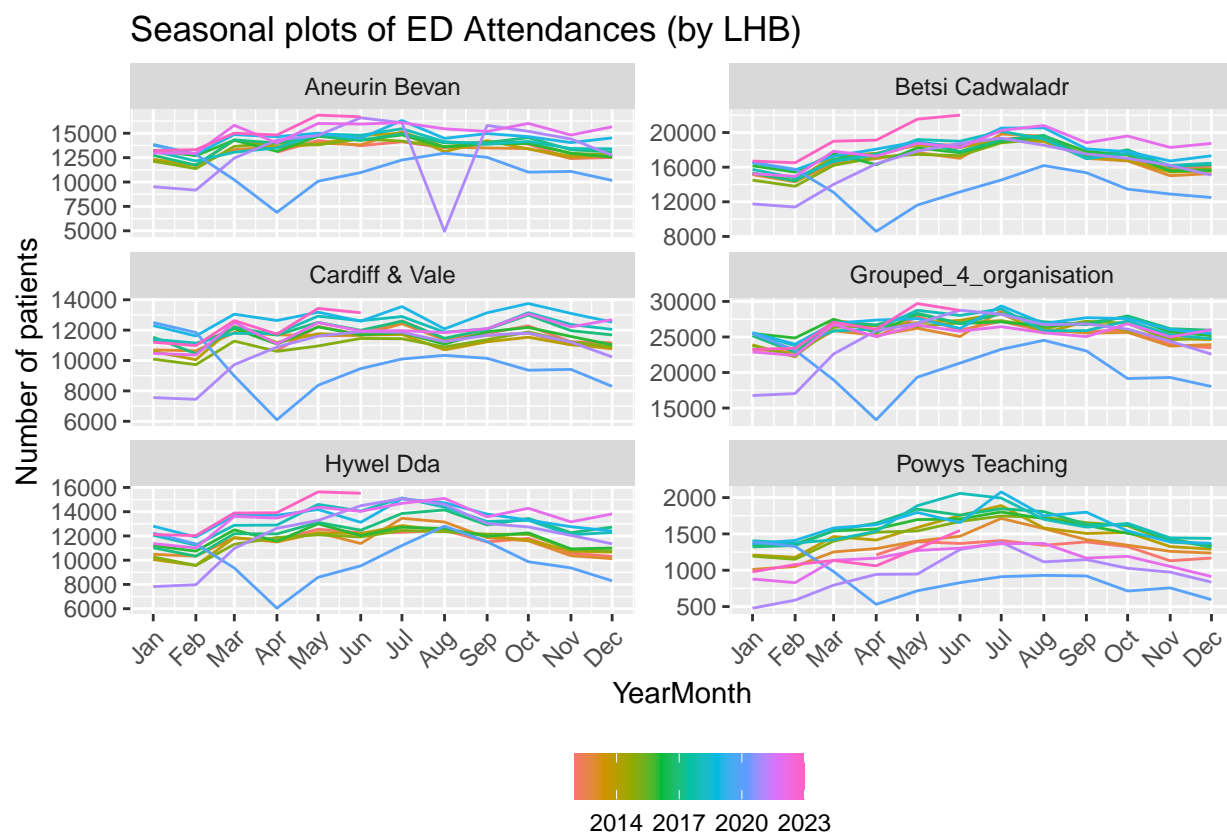 Seasonal plots of ED Attendances (by LHB)
Number of patients
Aneurin Bevan
15000
12500
10000
7500
5000
Betsi Cadwaladr
20000
16000
12000
8000
Cardiff & Vale
14000
12000
10000
8000
6000
Grouped_4_organisation
30000
25000
20000
15000
Hywel Dda
16000
14000
12000
10000
8000
6000
Powys Teaching
2000
1500
1000
500
Jan Feb Mar Apr May Jun Jul Aug Sep Oct Nov Dec
Jan Feb Mar Apr May Jun Jul Aug Sep Oct Nov Dec
YearMonth
2014 2017 2020 2023